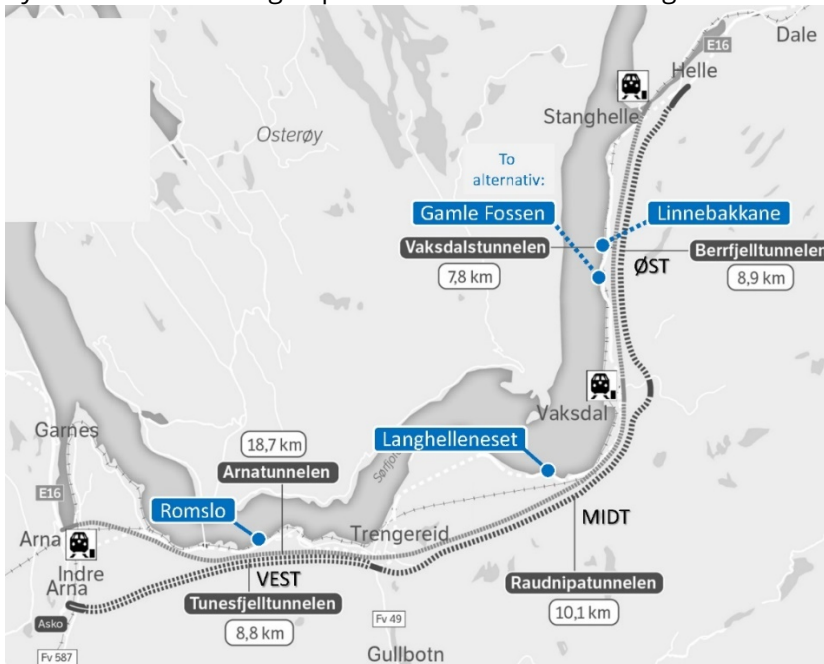 E16
Dale
Helle
Stanghelle
Osterøy
To
alternativ:
Gamle Fossen
Linnebakkane
Vaksdalstunnelen
7,8 km
ØST
Berrfjelltunnelen
8,9 km
Vaksdal
Garnes
18,7 km
Arnatunnelen
Langhelleneset
E16
Romslo
Arna
Trengereid
MIDT
VEST
Indre
Arna
Tunesfjelltunnelen
8,8 km
Raudnipatunnelen
10,1 km
Asko
Fv 49
Fv 587
Gullbotn